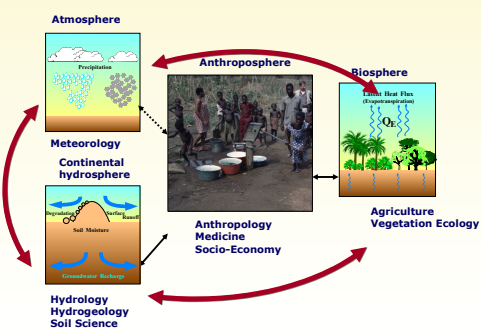 Atmosphere
Precipitation
Meteorology
Anthroposphere
Biosphere
Latent Heat Flux
(Evapotranspiration)
QE
Continental
hydrosphere
Degradation
Surface
Runoff
Soil Moisture
Groundwater Recharge
Anthropology
Medicine
Socio-Economy
Agriculture
Vegetation Ecology
Hydrology
Hydrogeology
Soil Science